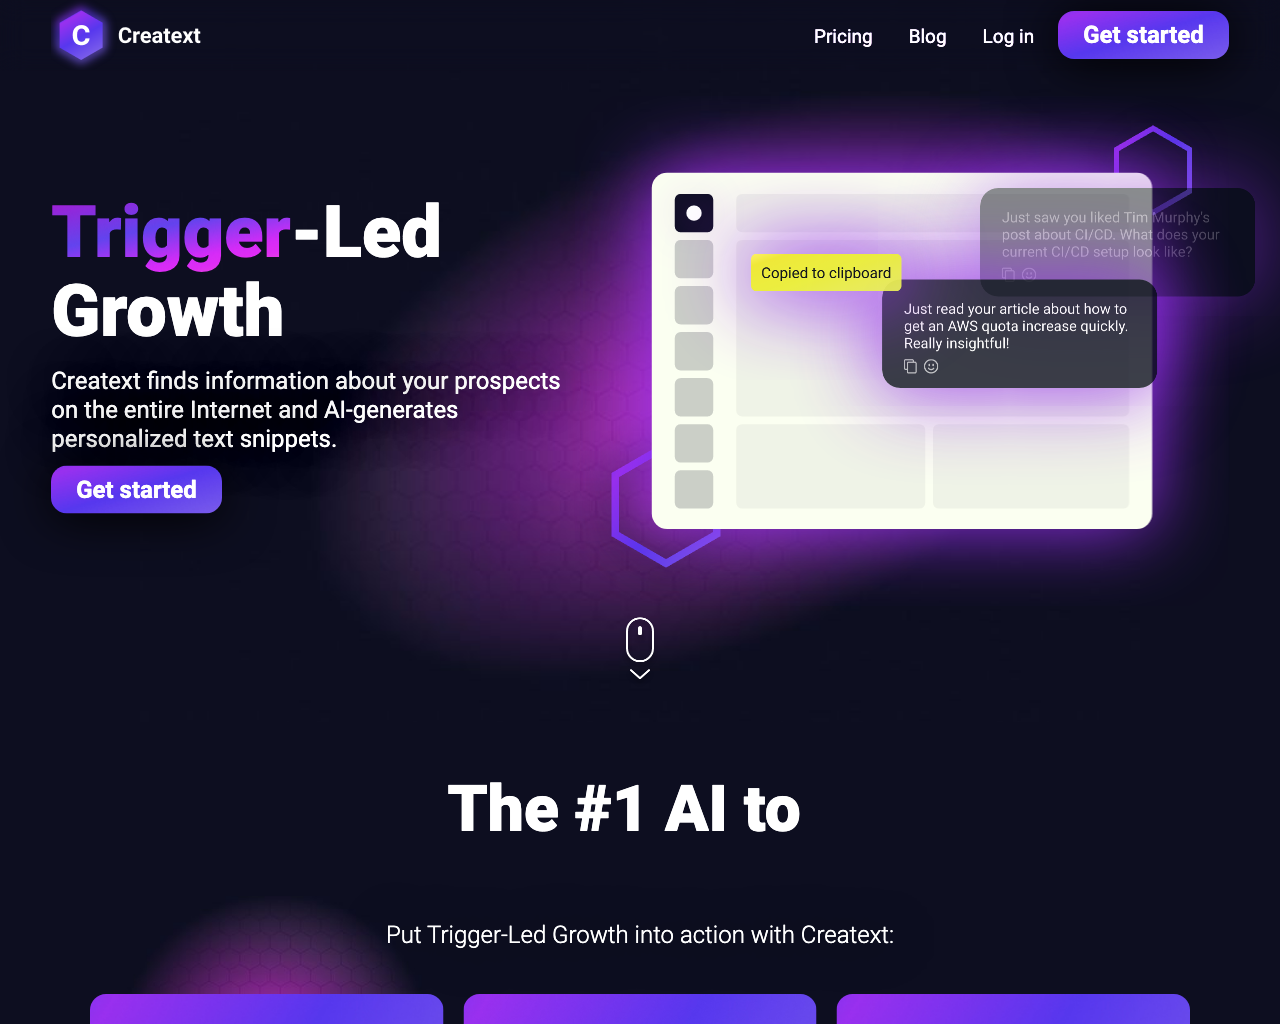 C
Creatext
Pricing
Blog
Log in
Get started
Trigger-Led
Growth
Creatext finds information about your prospects
on the entire Internet and AI-generates
personalized text snippets.
Get started
Just saw you liked Tim Murphy's
post about CI/CD. What does your
current CI/CD setup look like?
Copied to clipboard
Just read your article about how to
get an AWS quota increase quickly.
Really insightful!
The #1 AI to
Put Trigger-Led Growth into action with Creatext: